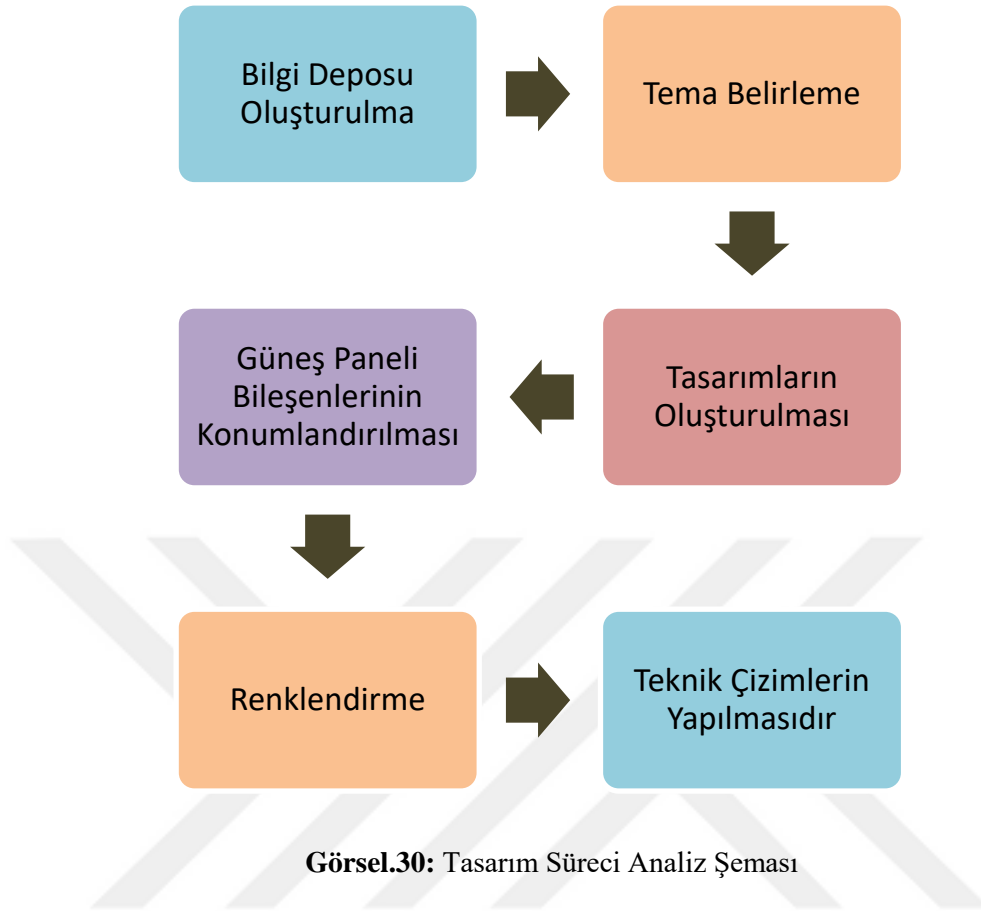 Bilgi Deposu
Oluşturulma
Tema Belirleme
Tasarımların
Oluşturulması
Güneş Paneli
Bileşenlerinin
Konumlandırılması
Renklendirme
Teknik Çizimlerin
Yapılmasıdır
Görsel.30: Tasarım Süreci Analiz Şeması